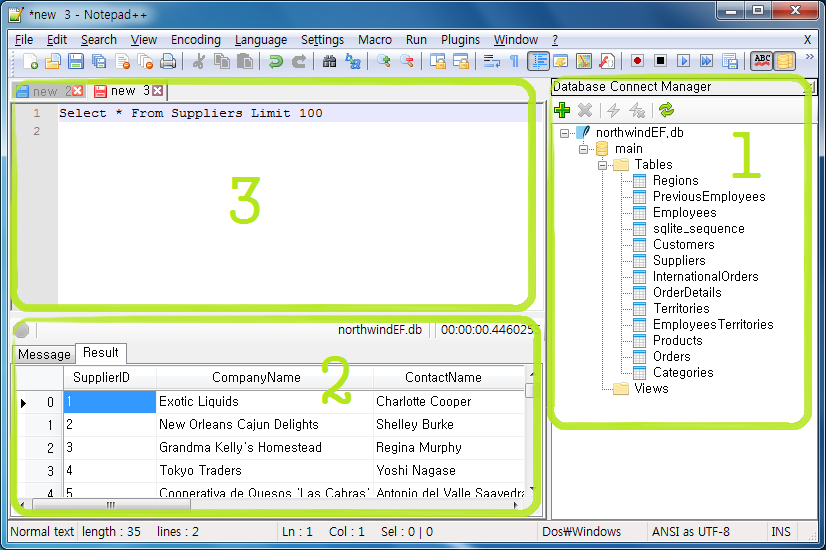 *new  3 - Notepad++
File Edit Search View Encoding Language Settings Macro Run Plugins Window ? X
ABC
new 2 new 3
Database Connect Manager
1 Select * From Suppliers Limit 100
2
3
1
northwindEF.db
main
Tables
Regions
PreviousEmployees
Employees
sqlite_sequence
Customers
Suppliers
InternationalOrders
OrderDetails
Territories
EmployeesTerritories
Products
Orders
Categories
Views
northwindEF.db 00:00:00.4460255
Message Result
2
SupplierID CompanyName ContactName
0 1 Exotic Liquids Charlotte Cooper
1 2 New Orleans Cajun Delights Shelley Burke
2 3 Grandma Kelly's Homestead Regina Murphy
3 4 Tokyo Traders Yoshi Nagase
4 5 Cooperativa de Quesos 'Las Cabras' Antonio del Valle Saavedra
Normal text length : 35 lines : 2 Ln : 1 Col : 1 Sel : 0 | 0 Dos₩Windows ANSI as UTF-8 INS